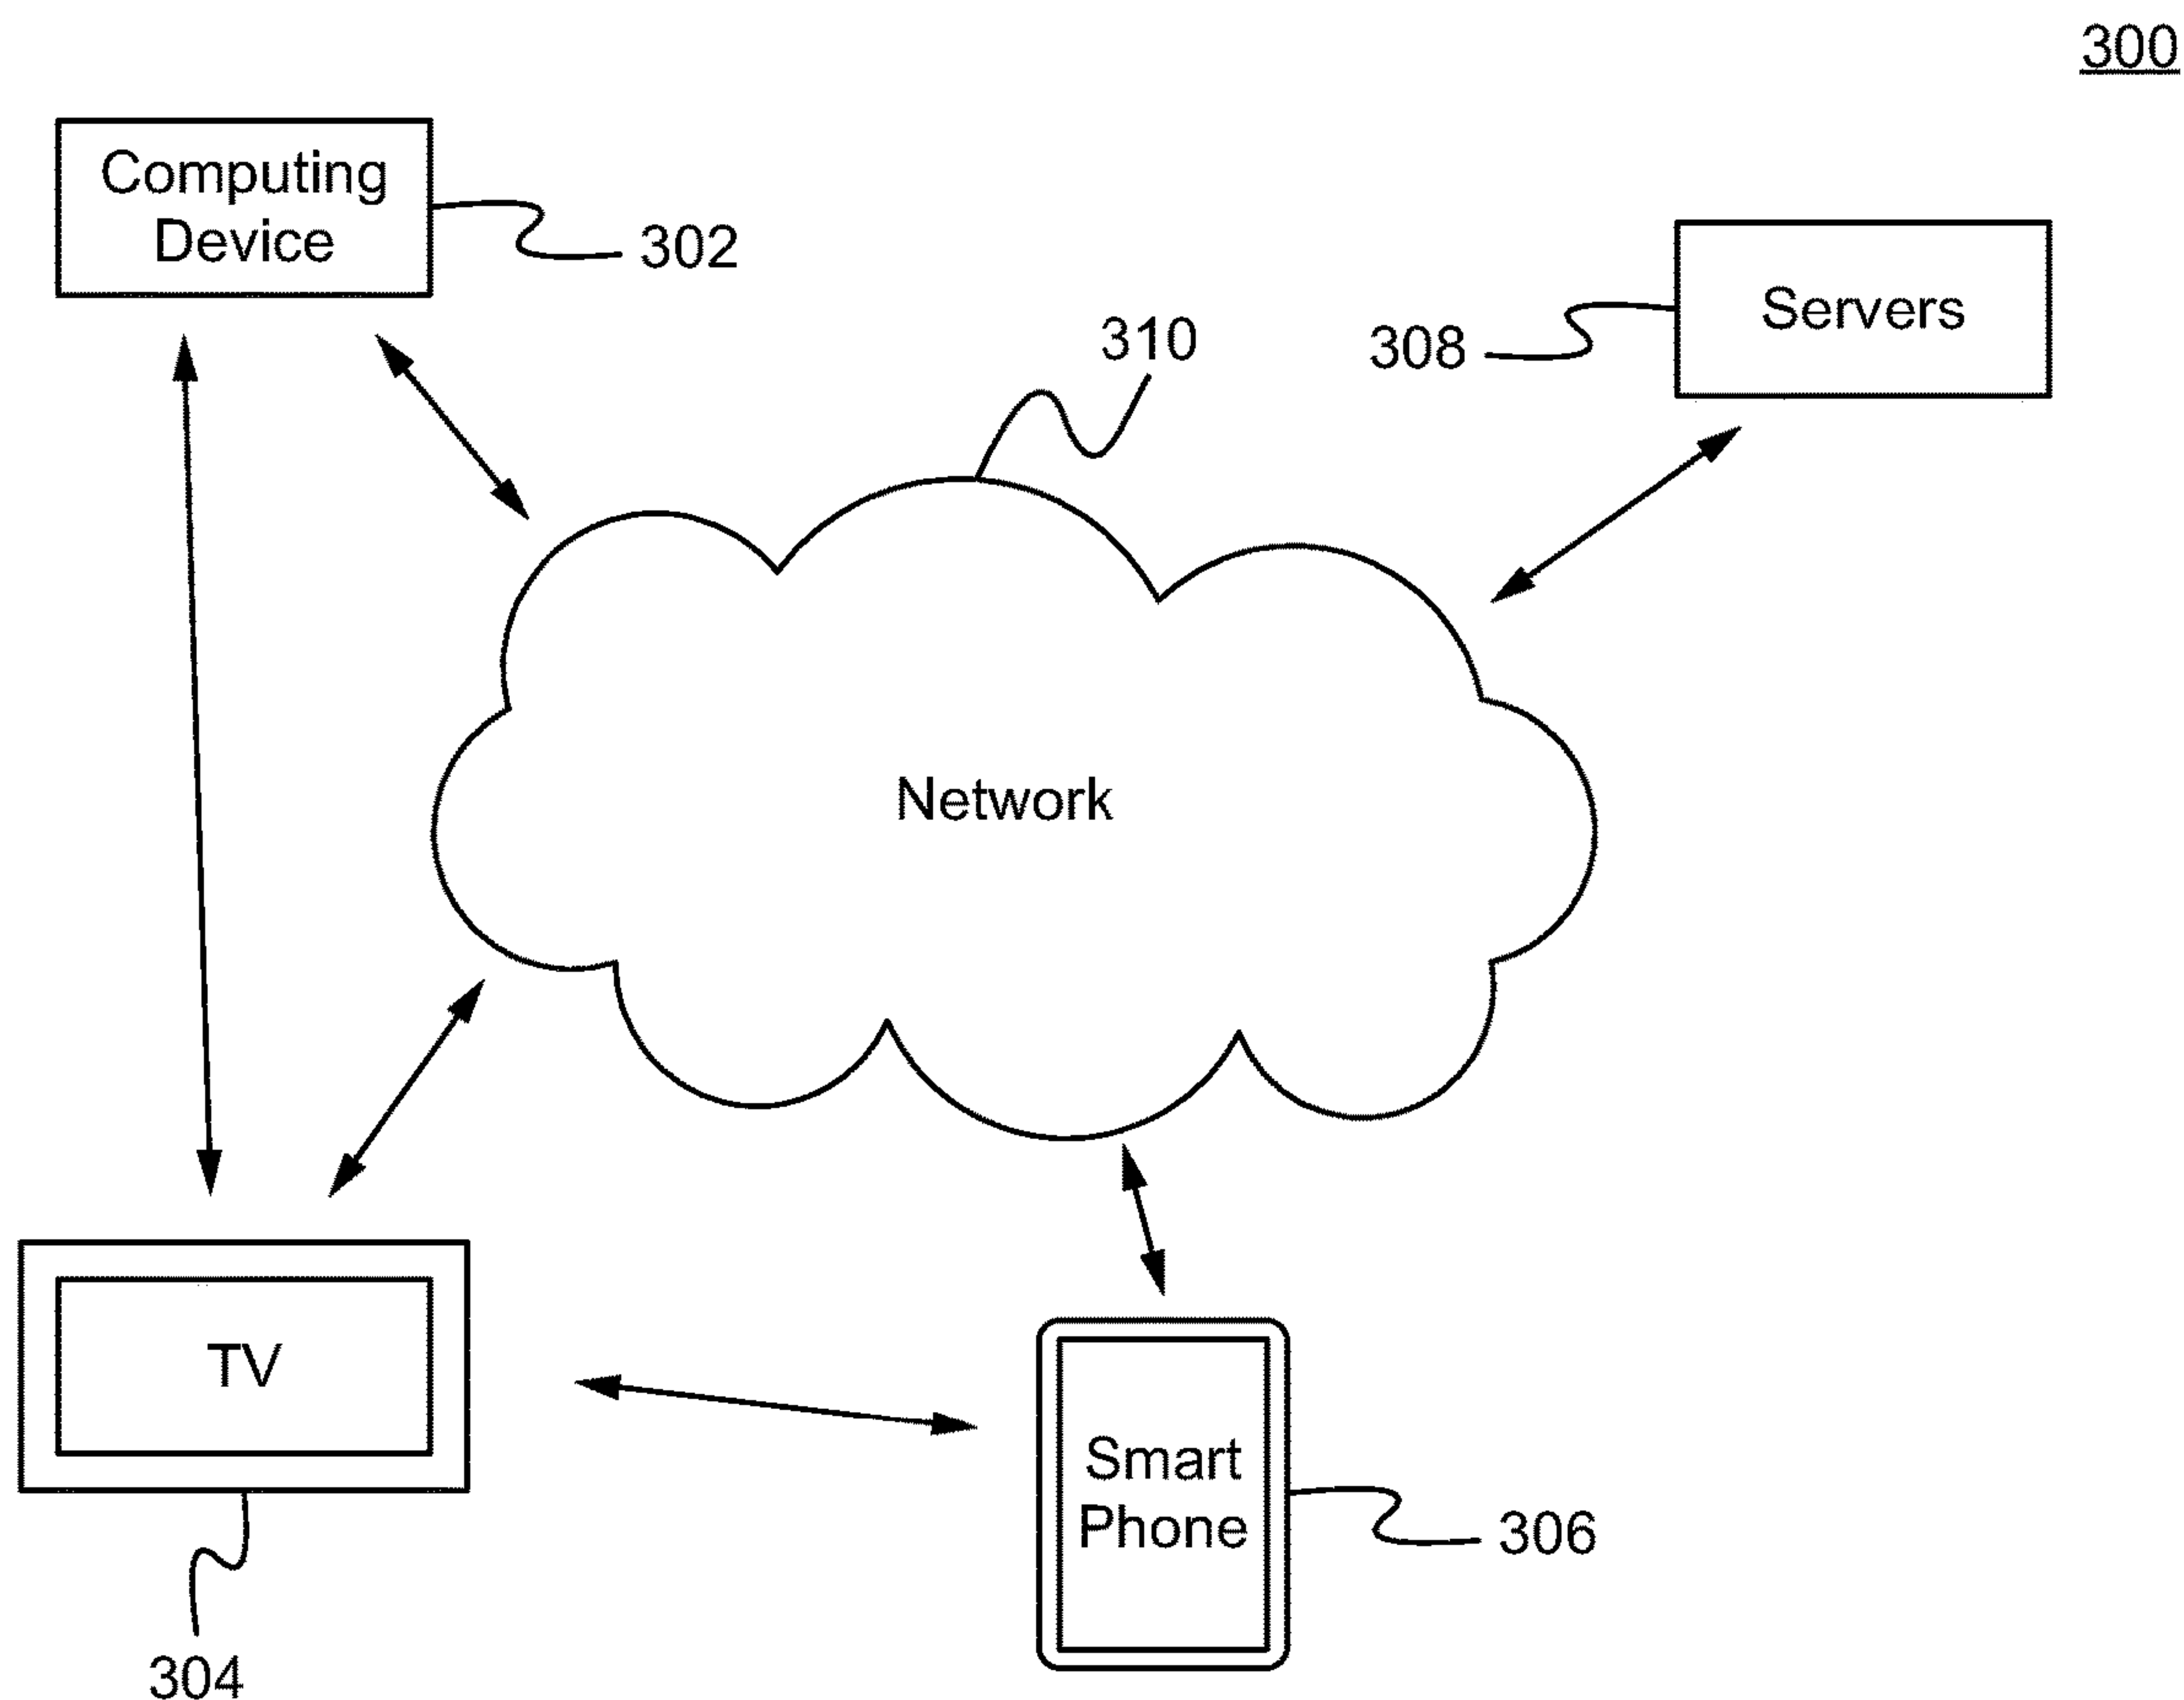 300
Computing
Device
302
Servers
308
310
Network
TV
Smart
Phone
306
304